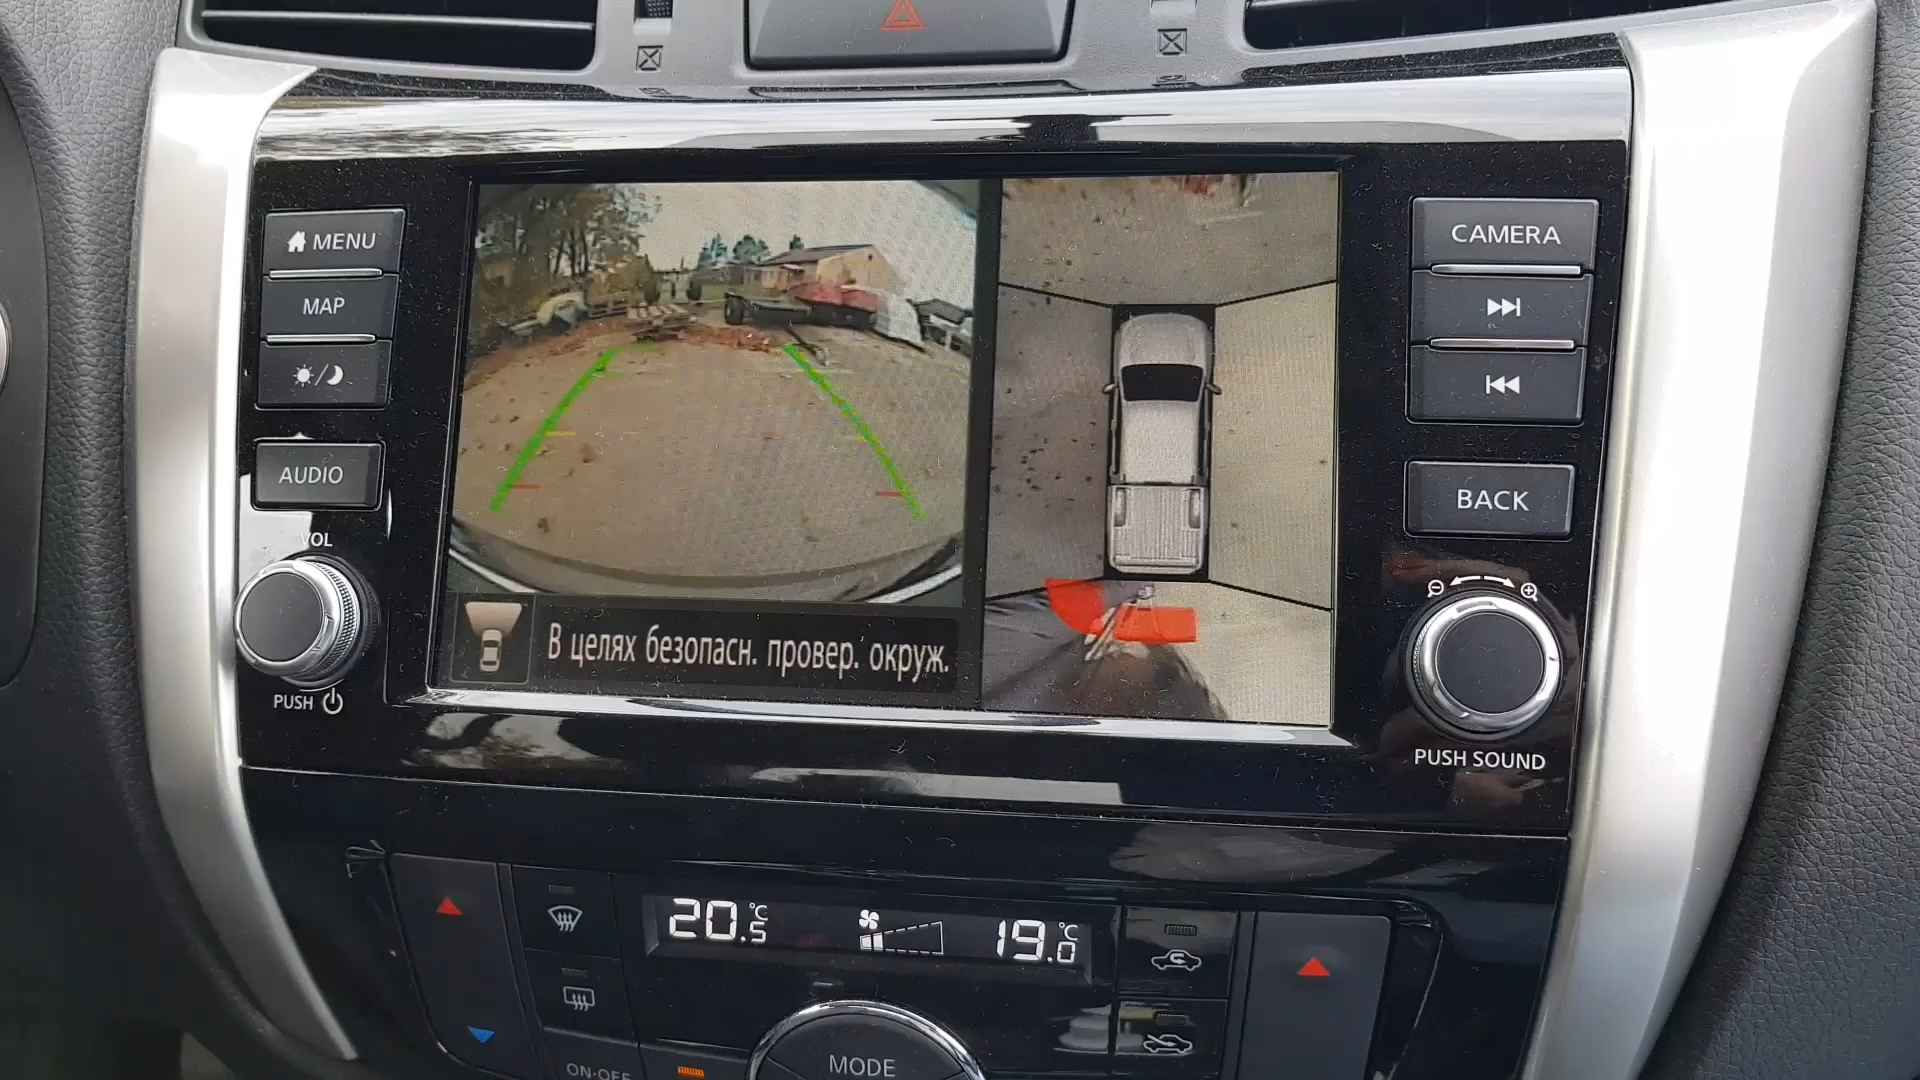 MENU
MAP
AUDIO
VOL
PUSH
CAMERA
BACK
PUSH SOUND
В целях безопасн. провер. окруж.
20.5 °C
19.0 °C
ON·OFF
MODE